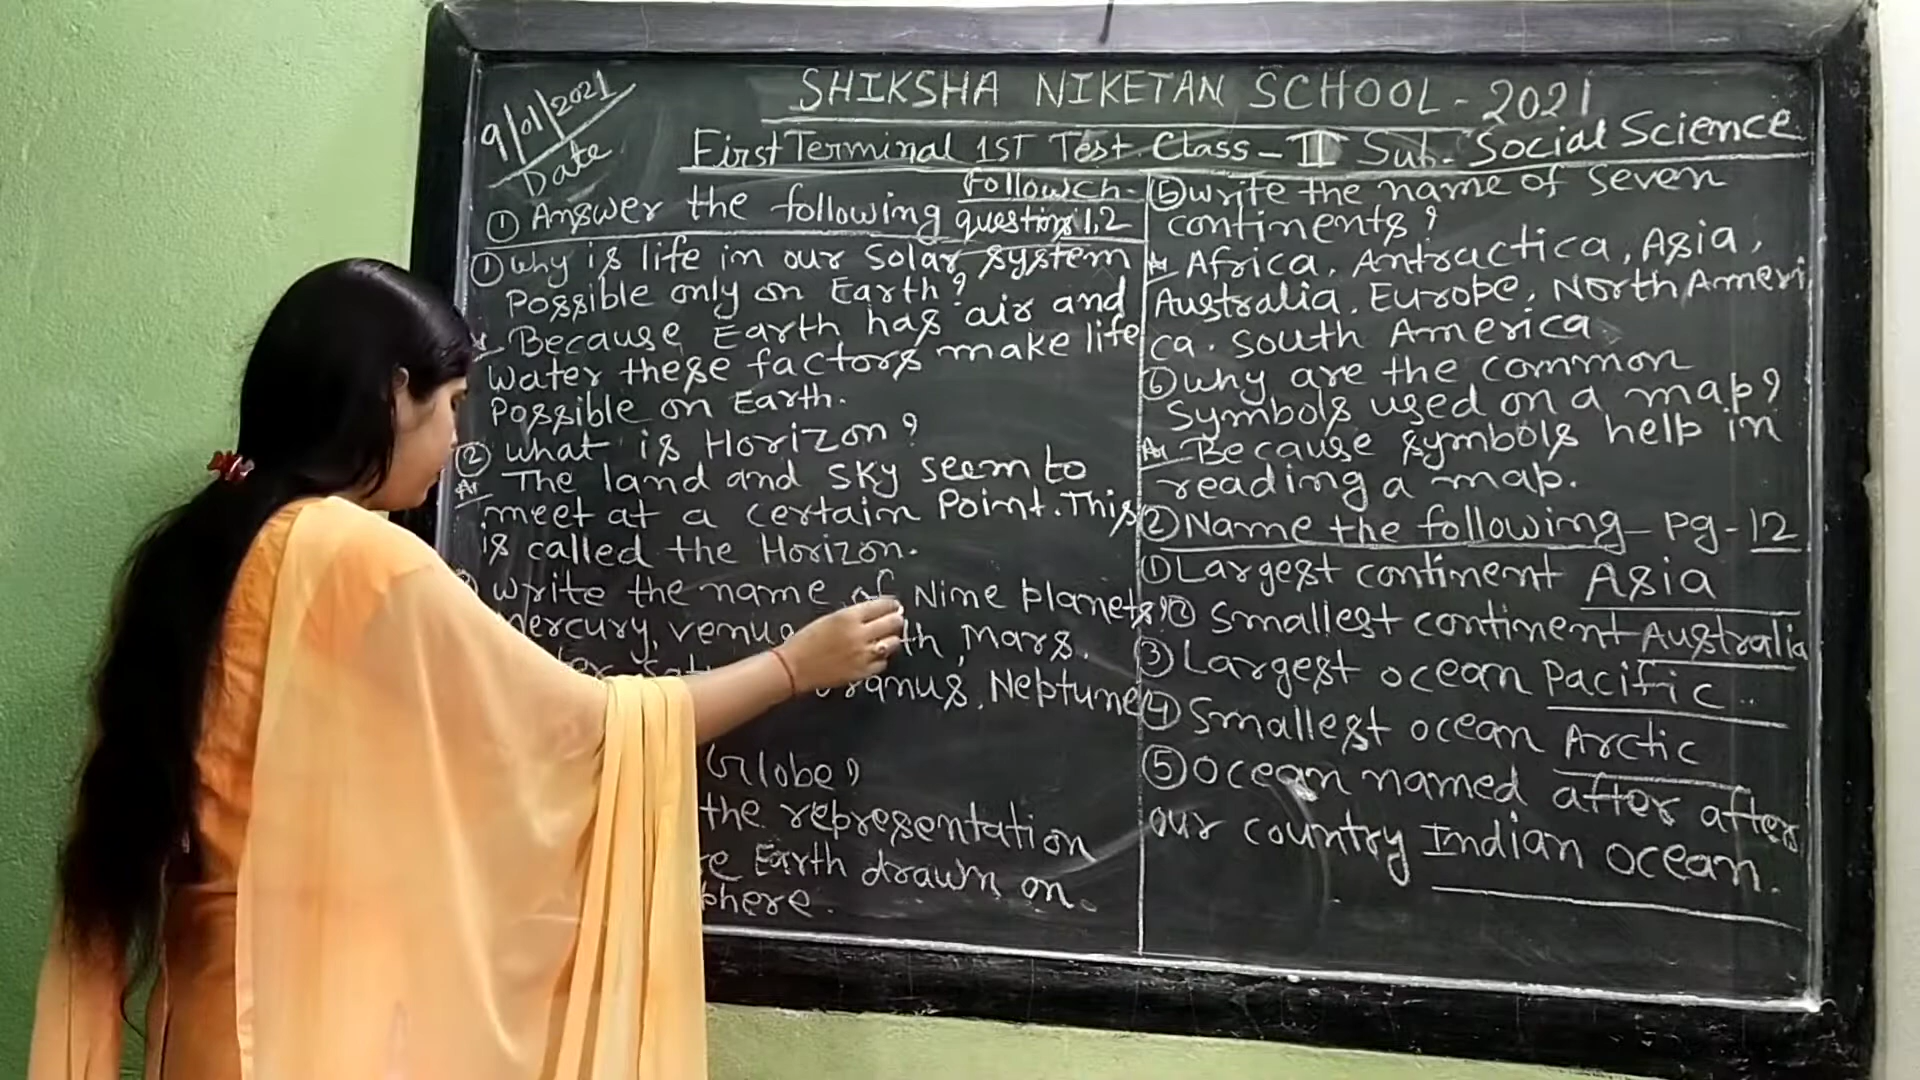 9/01/2021
Date
SHIKSHA NIKETAN SCHOOL - 2021
First Terminal 1ST Test. Class - II Sub - Social Science
Follow ch-
① Answer the following questions 1,2
① Why is life in our Solar System
Possible only on Earth?
Because Earth has air and
Water these factors make life
Possible on Earth.
② What is Horizon?
The land and Sky seem to
meet at a certain Point. This
is called the Horizon.
Write the name of Nine planets?
Mercury, Venus, Mars.
Uranus, Neptune
Globe?
the representation
Earth drawn on
⑤ Write the name of Seven
continents?
Africa, Antractica, Asia,
Australia, Europe, North Ameri
ca. South America.
⑥ Why are the common
Symbols used on a map?
Because symbols help in
reading a map.
② Name the following - Pg - 12
① Largest continent Asia
② Smallest continent Australia
③ Largest ocean Pacific
④ Smallest ocean Arctic
⑤ Ocean named after after
our country Indian Ocean.